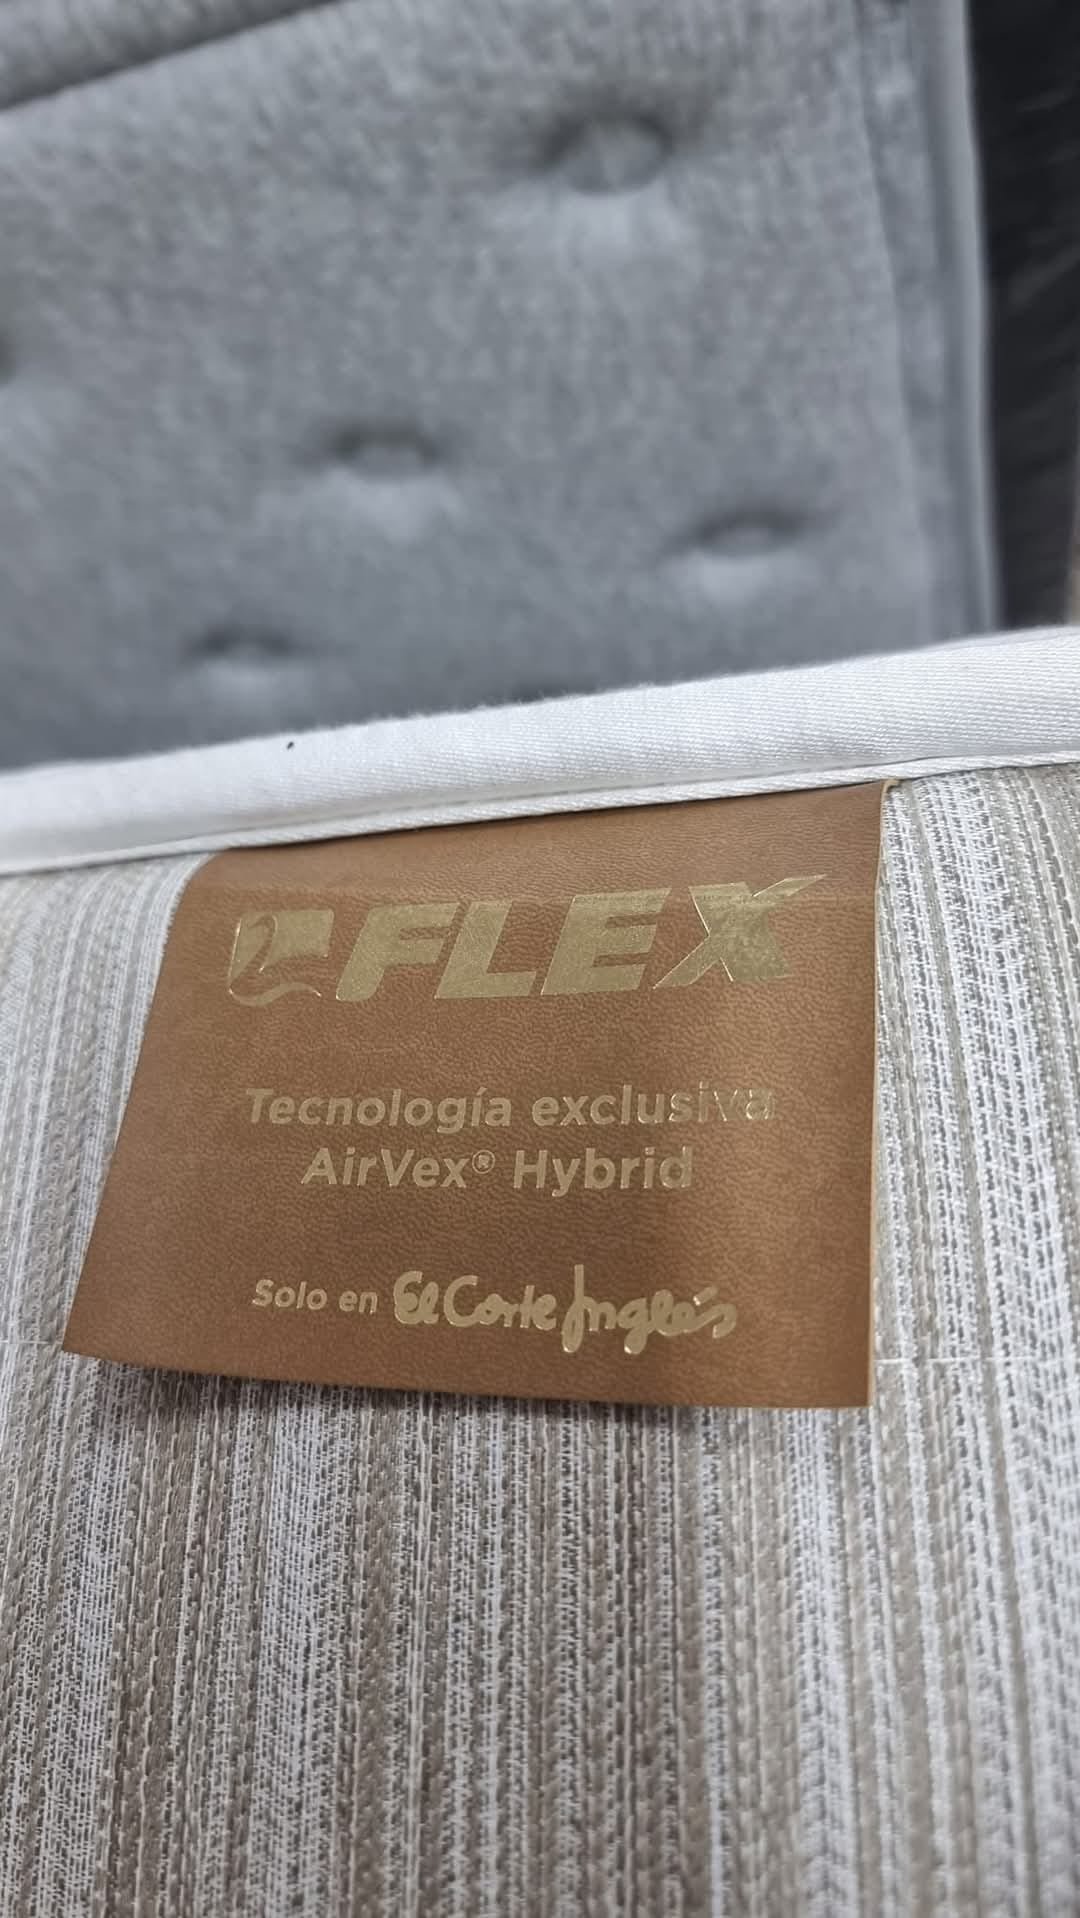 FLEX
Tecnología exclusiva
AirVex® Hybrid
Solo en El Corte Inglés